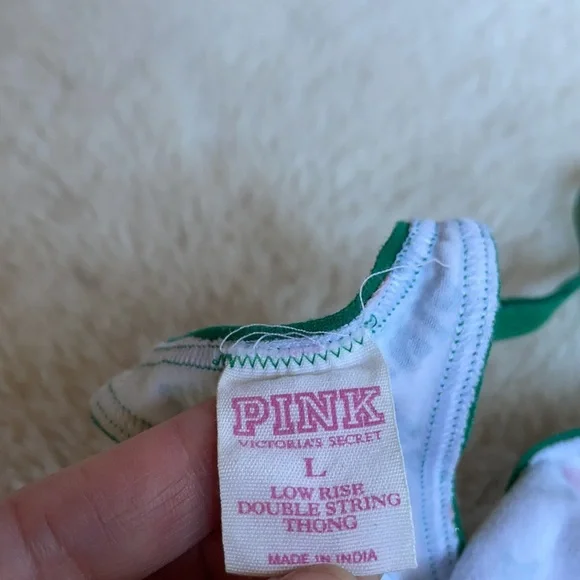 PINK
VICTORIA'S SECRET
L
LOW RISE
DOUBLE STRING
THONG
MADE IN INDIA